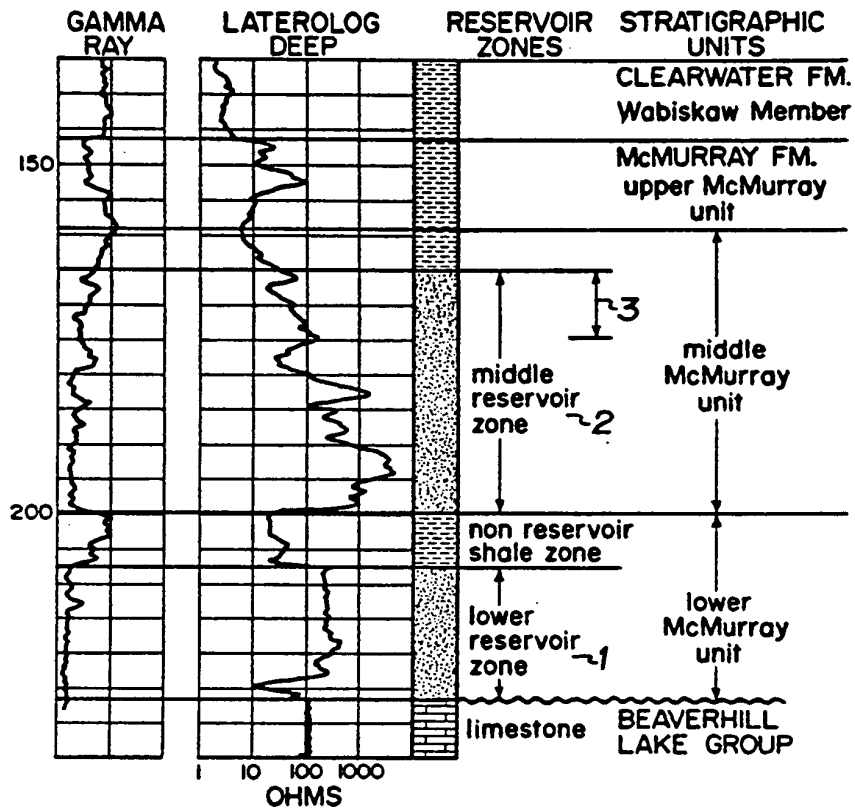 GAMMA
RAY
LATEROLOG
DEEP
RESERVOIR
ZONES
STRATIGRAPHIC
UNITS
CLEARWATER FM.
Wabiskaw Member
150
McMURRAY FM.
upper McMurray
unit
3
middle
reservoir
zone
2
middle
McMurray
unit
200
non reservoir
shale zone
lower
reservoir
zone
1
lower
McMurray
unit
limestone
BEAVERHILL
LAKE GROUP
1 10 100 1000
OHMS